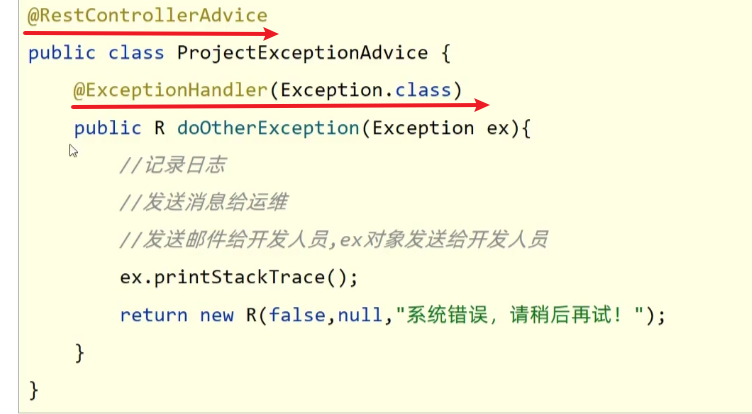 @RestControllerAdvice
public class ProjectExceptionAdvice {
@ExceptionHandler(Exception.class)
public R doOtherException(Exception ex){
//记录日志
//发送消息给运维
//发送邮件给开发人员,ex对象发送给开发人员
ex.printStackTrace();
return new R(false,null,"系统错误，请稍后再试！");
}
}